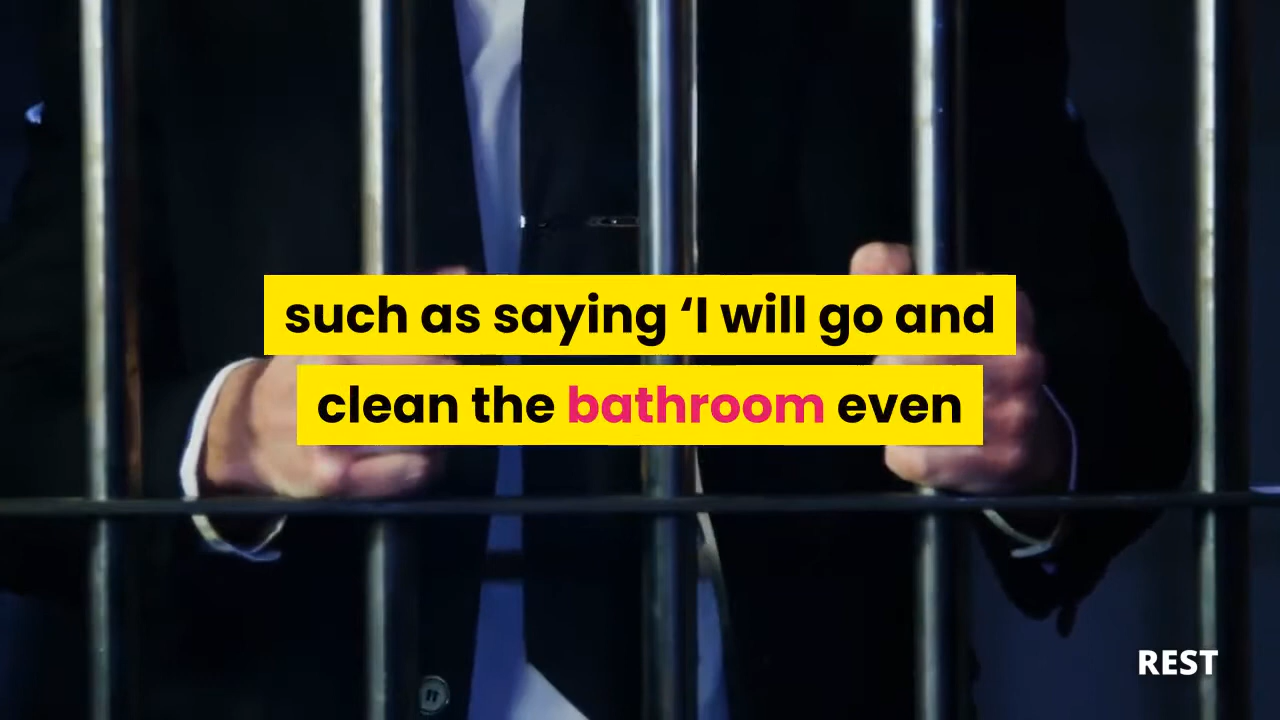 such as saying ‘I will go and
clean the bathroom even
REST